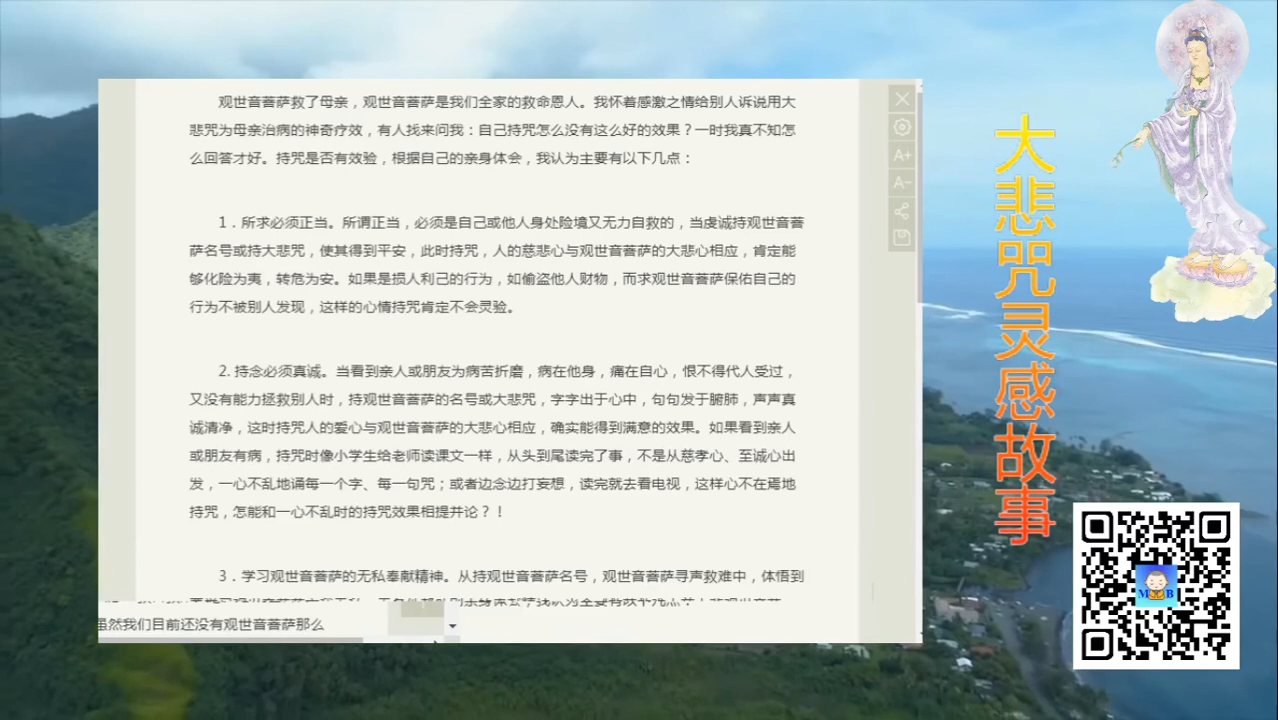 观世音菩萨救了母亲，观世音菩萨是我们全家的救命恩人。我怀着感激之情给别人诉说用大
悲咒为母亲治病的神奇疗效，有人找来问我：自己持咒怎么没有这么好的效果？一时我真不知怎
么回答才好。持咒是否有效验，根据自己的亲身体会，我认为主要有以下几点：
1．所求必须正当。所谓正当，必须是自己或他人身处险境又无力自救的，当虔诚持观世音菩
萨名号或持大悲咒，使其得到平安，此时持咒，人的慈悲心与观世音菩萨的大悲心相应，肯定能
够化险为夷，转危为安。如果是损人利己的行为，如偷盗他人财物，而求观世音菩萨保佑自己的
行为不被别人发现，这样的心情持咒肯定不会灵验。
2. 持念必须真诚。当看到亲人或朋友为病苦折磨，病在他身，痛在自心，恨不得代人受过，
又没有能力拯救别人时，持观世音菩萨的名号或大悲咒，字字出于心中，句句发于腑肺，声声真
诚清净，这时持咒人的爱心与观世音菩萨的大悲心相应，确实能得到满意的效果。如果看到亲人
或朋友有病，持咒时像小学生给老师读课文一样，从头到尾读完了事，不是从慈孝心、至诚心出
发，一心不乱地诵每一个字、每一句咒；或者边念边打妄想，读完就去看电视，这样心不在焉地
持咒，怎能和一心不乱时的持咒效果相提并论？！
3．学习观世音菩萨的无私奉献精神。从持观世音菩萨名号，观世音菩萨寻声救难中，体悟到
虽然我们目前还没有观世音菩萨那么
A+
A-
大悲咒灵感故事
M B